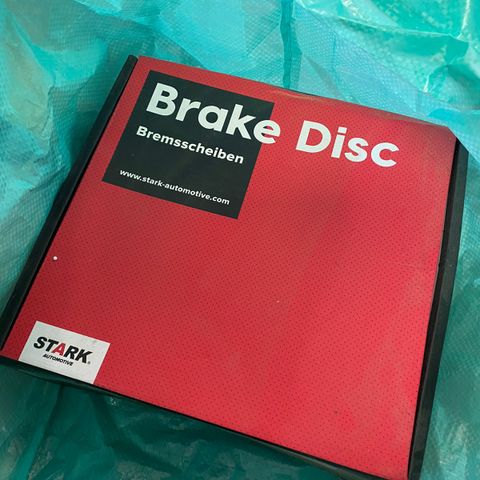 Brake Disc
Bremsscheiben
www.stark-automotive.com
STARK®
AUTOMOTIVE